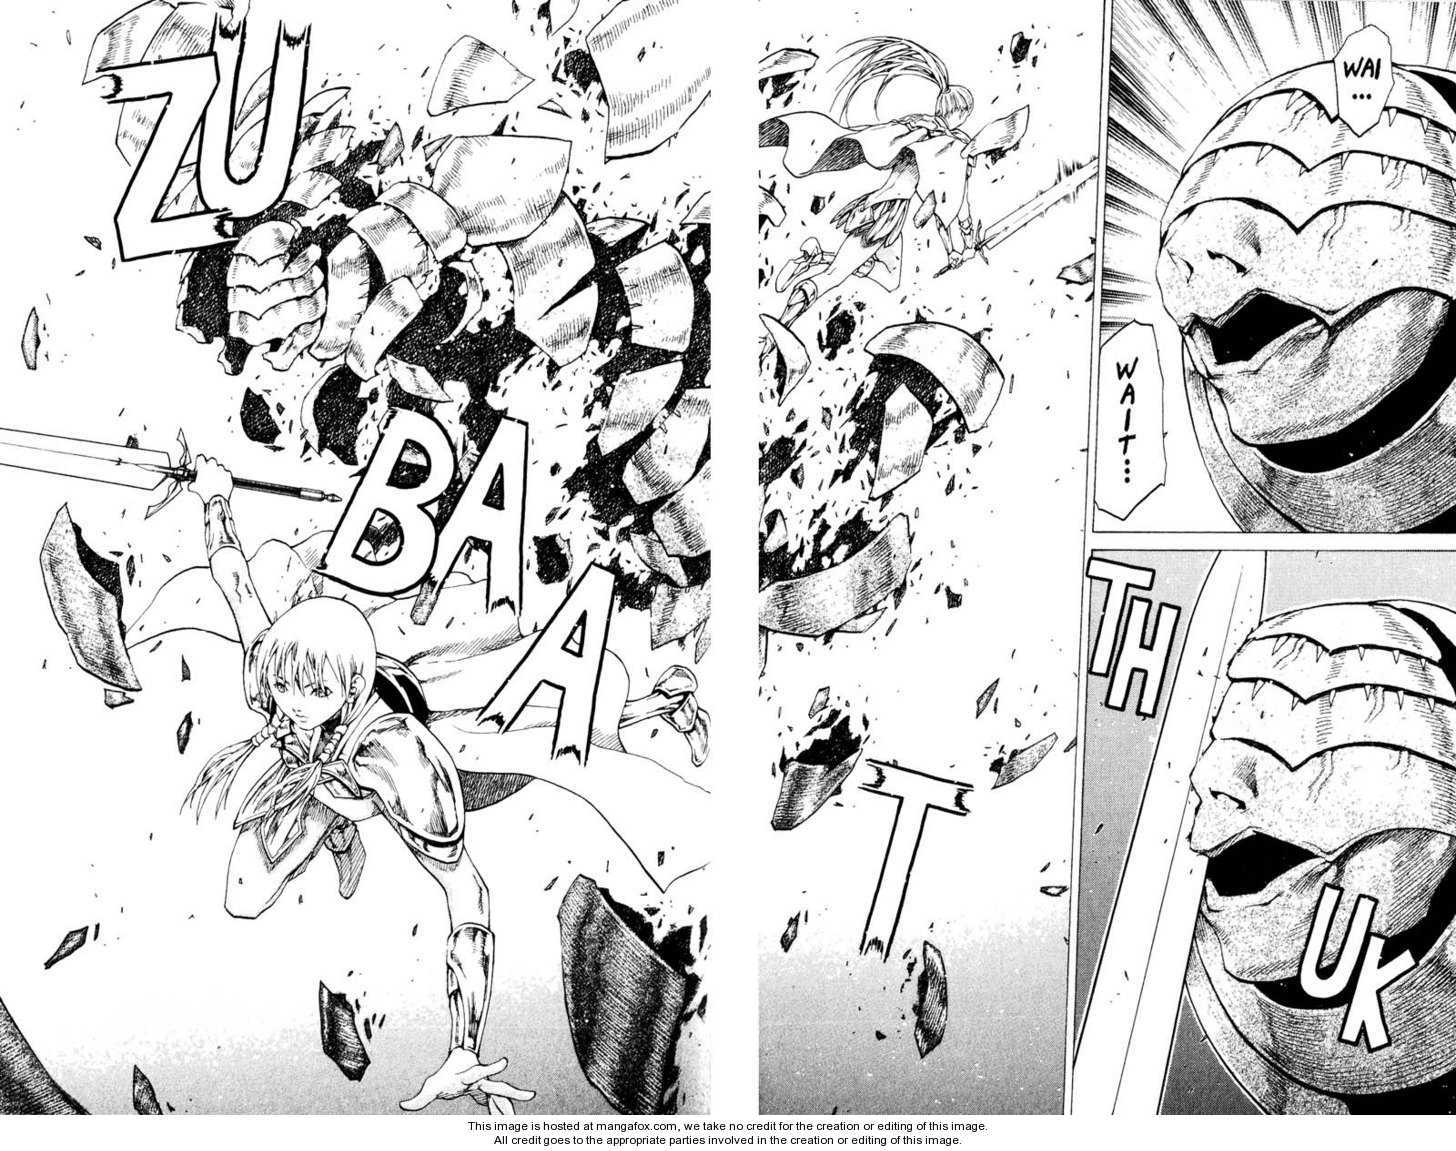 WAI
...
WAIT...
TH
UK
ZU
BAA
A
T
This image is hosted at mangafox.com, we take no credit for the creation or editing of this image.
All credit goes to the appropriate parties involved in the creation or editing of this image.